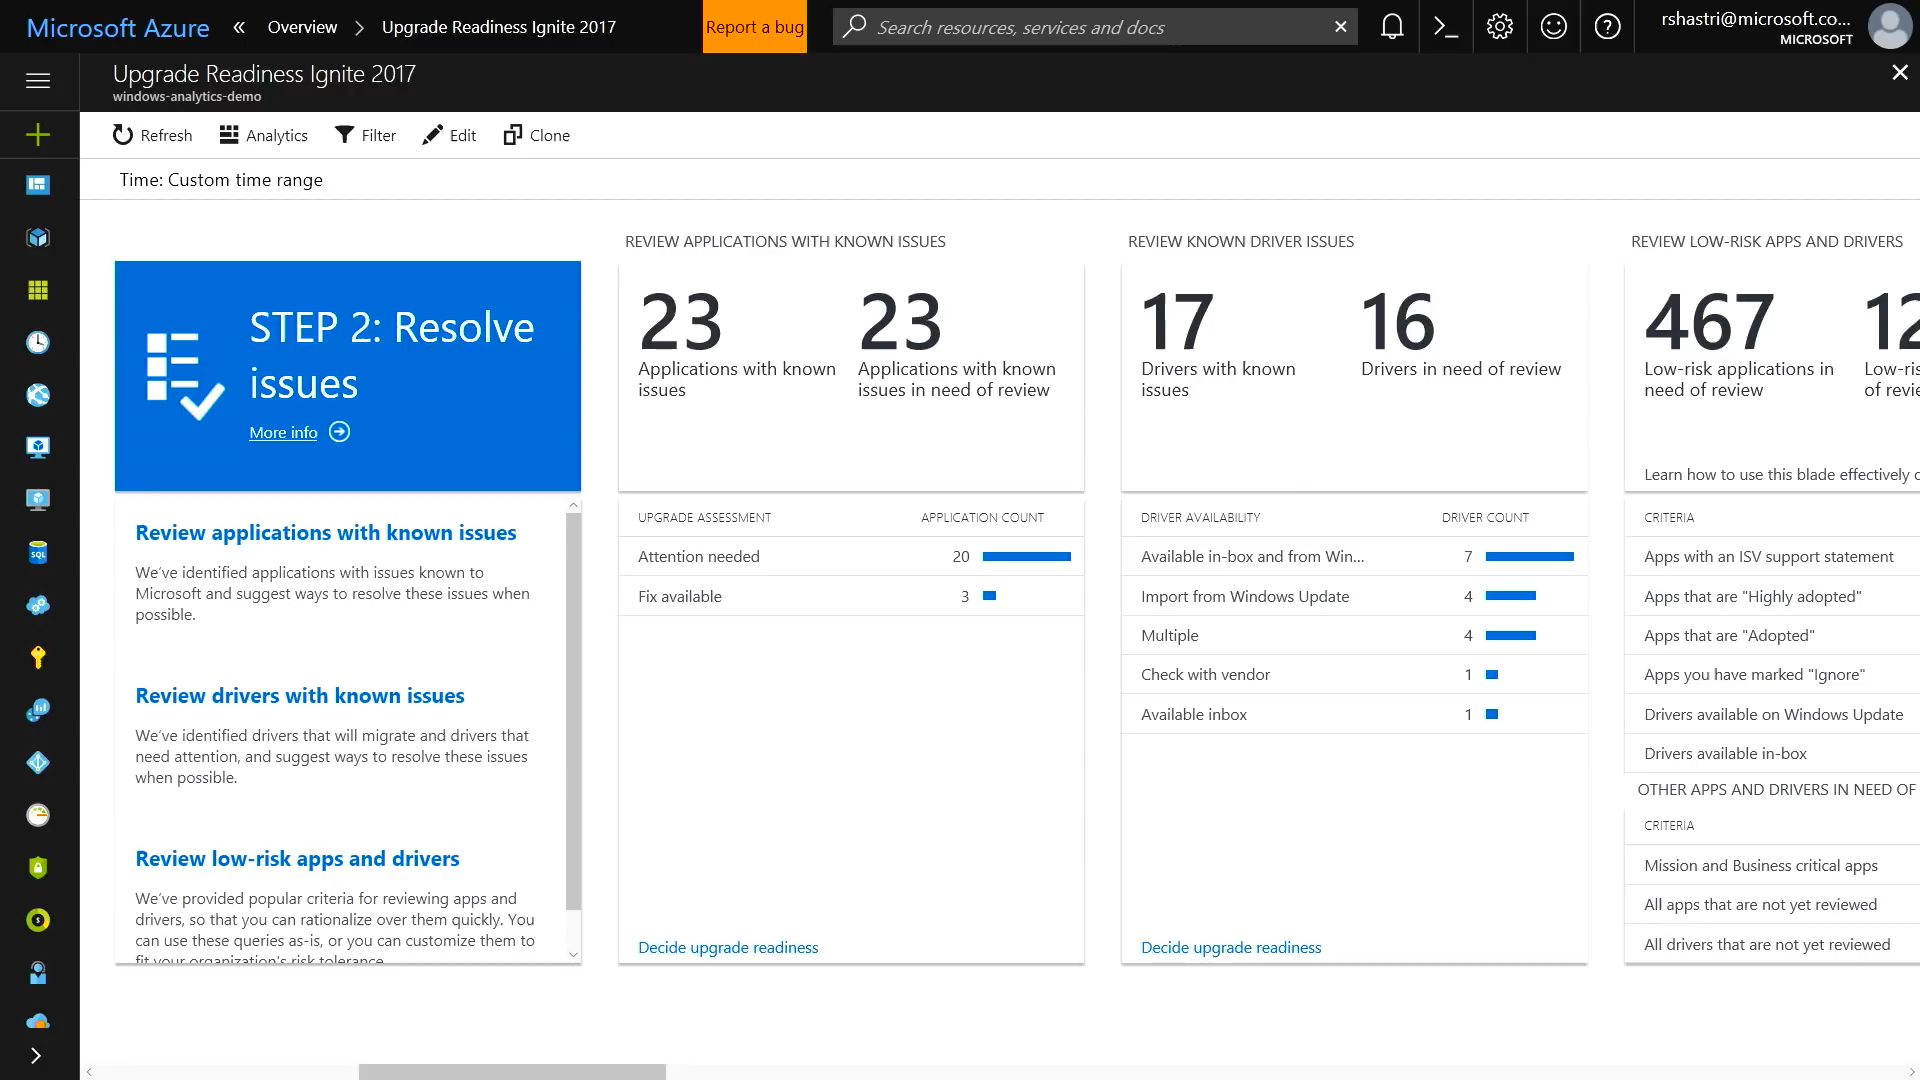 Microsoft Azure « Overview > Upgrade Readiness Ignite 2017
Report a bug
Search resources, services and docs
rshastri@microsoft.co...
MICROSOFT
Upgrade Readiness Ignite 2017
windows-analytics-demo
Refresh Analytics Filter Edit Clone
Time: Custom time range
STEP 2: Resolve
issues
More info
Review applications with known issues
We've identified applications with issues known to
Microsoft and suggest ways to resolve these issues when
possible.
Review drivers with known issues
We've identified drivers that will migrate and drivers that
need attention, and suggest ways to resolve these issues
when possible.
Review low-risk apps and drivers
We've provided popular criteria for reviewing apps and
drivers, so that you can rationalize over them quickly. You
can use these queries as-is, or you can customize them to
fit your organization's risk tolerance.
REVIEW APPLICATIONS WITH KNOWN ISSUES
23
Applications with known
issues
23
Applications with known
issues in need of review
UPGRADE ASSESSMENT APPLICATION COUNT
Attention needed 20
Fix available 3
Decide upgrade readiness
REVIEW KNOWN DRIVER ISSUES
17
Drivers with known
issues
16
Drivers in need of review
DRIVER AVAILABILITY DRIVER COUNT
Available in-box and from Win... 7
Import from Windows Update 4
Multiple 4
Check with vendor 1
Available inbox 1
Decide upgrade readiness
REVIEW LOW-RISK APPS AND DRIVERS
467
Low-risk applications in
need of review
12
Low-ris
of revie
Learn how to use this blade effectively
CRITERIA
Apps with an ISV support statement
Apps that are "Highly adopted"
Apps that are "Adopted"
Apps you have marked "Ignore"
Drivers available on Windows Update
Drivers available in-box
OTHER APPS AND DRIVERS IN NEED OF
CRITERIA
Mission and Business critical apps
All apps that are not yet reviewed
All drivers that are not yet reviewed